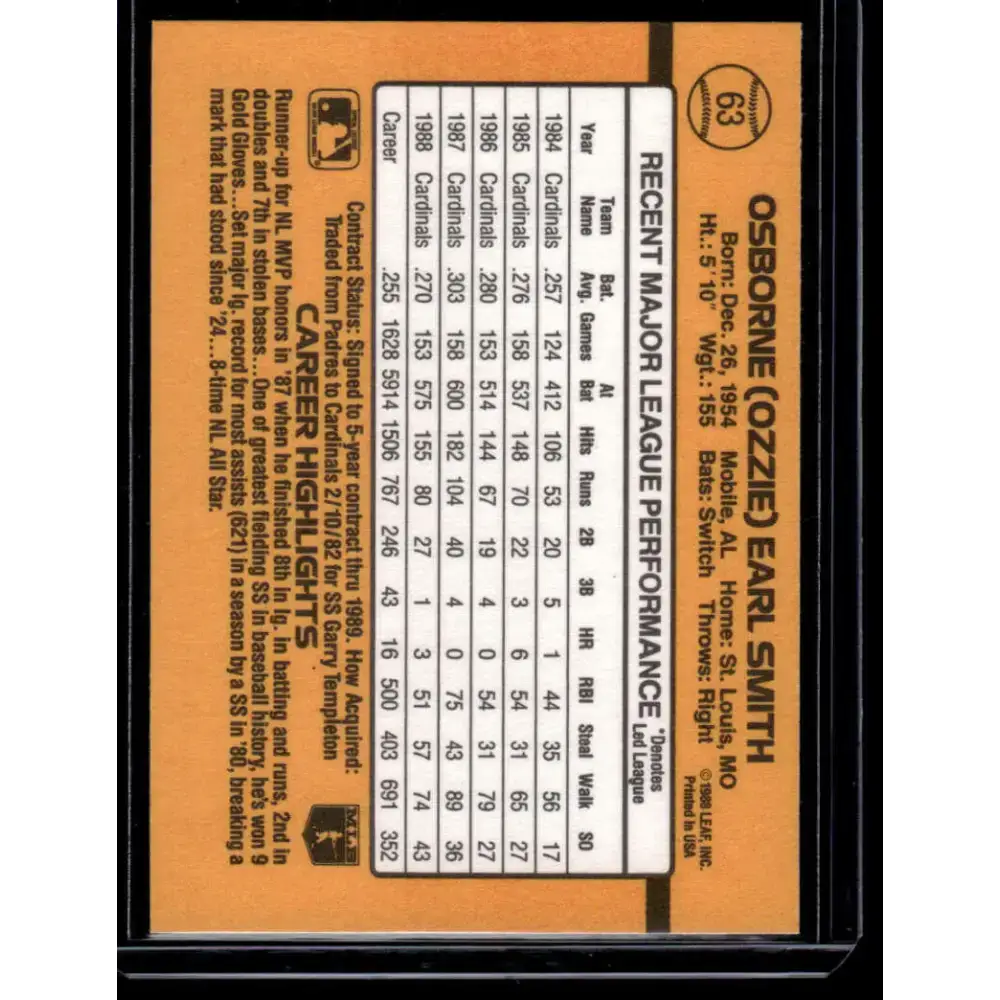 63
OSBORNE (OZZIE) EARL SMITH
Born: Dec. 26, 1954 Mobile, AL Home: St. Louis, MO
Ht.: 5'10" Wgt.: 155 Bats: Switch Throws: Right
©1988 LEAF, INC.
Printed in USA
RECENT MAJOR LEAGUE PERFORMANCE
*Denotes
Led League
Year Team Name Bat. Avg. Games At Bat Hits Runs 2B 3B HR RBI Steal Walk SO
1984 Cardinals .257 124 412 106 53 20 5 1 44 35 56 17
1985 Cardinals .276 158 537 148 70 22 3 6 54 31 65 27
1986 Cardinals .280 153 514 144 67 19 4 0 54 31 79 27
1987 Cardinals .303 158 600 182 104 40 4 0 75 43 89 36
1988 Cardinals .270 153 575 155 80 27 1 3 51 57 74 43
Career .255 1628 5914 1506 767 246 43 16 500 403 691 352
Contract Status: Signed to 5-year contract thru 1989. How Acquired:
Traded from Padres to Cardinals 2/10/82 for SS Garry Templeton
CAREER HIGHLIGHTS
MLB
Runner-up for NL MVP honors in '87 when he finished 8th in lg. in batting and runs, 2nd in
doubles and 7th in stolen bases...One of greatest fielding SS in baseball history, he's won 9
Gold Gloves...Set major lg. record for most assists (621) in a season by a SS in '80, breaking a
mark that had stood since '24...8-time NL All Star.